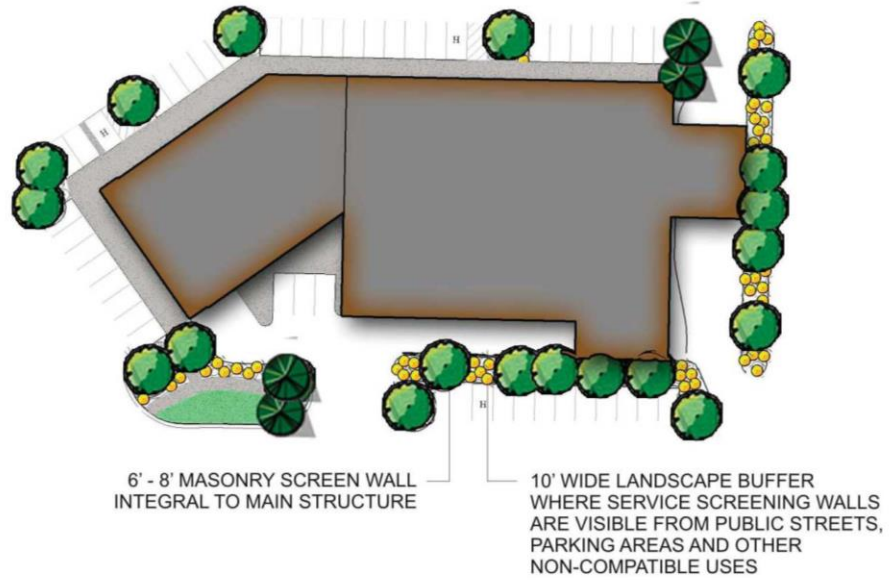 H
H
H
6' - 8' MASONRY SCREEN WALL
INTEGRAL TO MAIN STRUCTURE
10' WIDE LANDSCAPE BUFFER
WHERE SERVICE SCREENING WALLS
ARE VISIBLE FROM PUBLIC STREETS,
PARKING AREAS AND OTHER
NON-COMPATIBLE USES